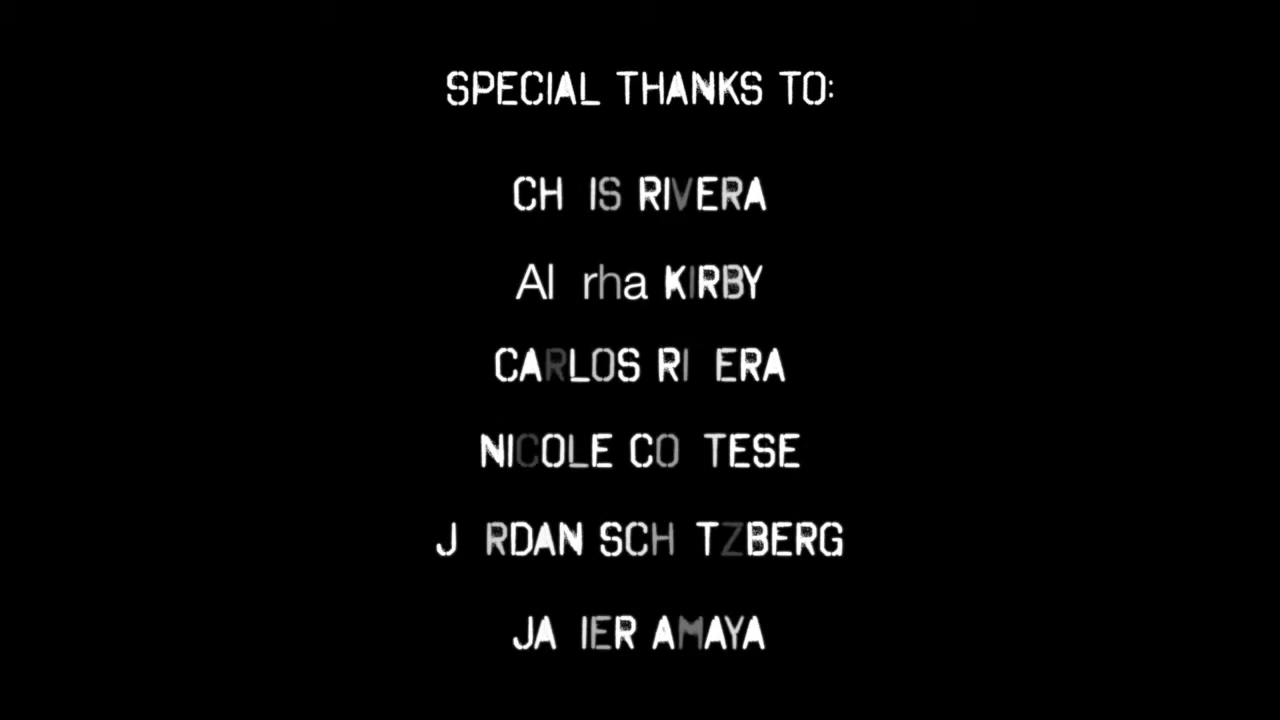 SPECIAL THANKS TO:
CH IS RIVERA
Al rha KIRBY
CARLOS RI ERA
NICOLE CO TESE
J RDAN SCH TZBERG
JA IER AMAYA